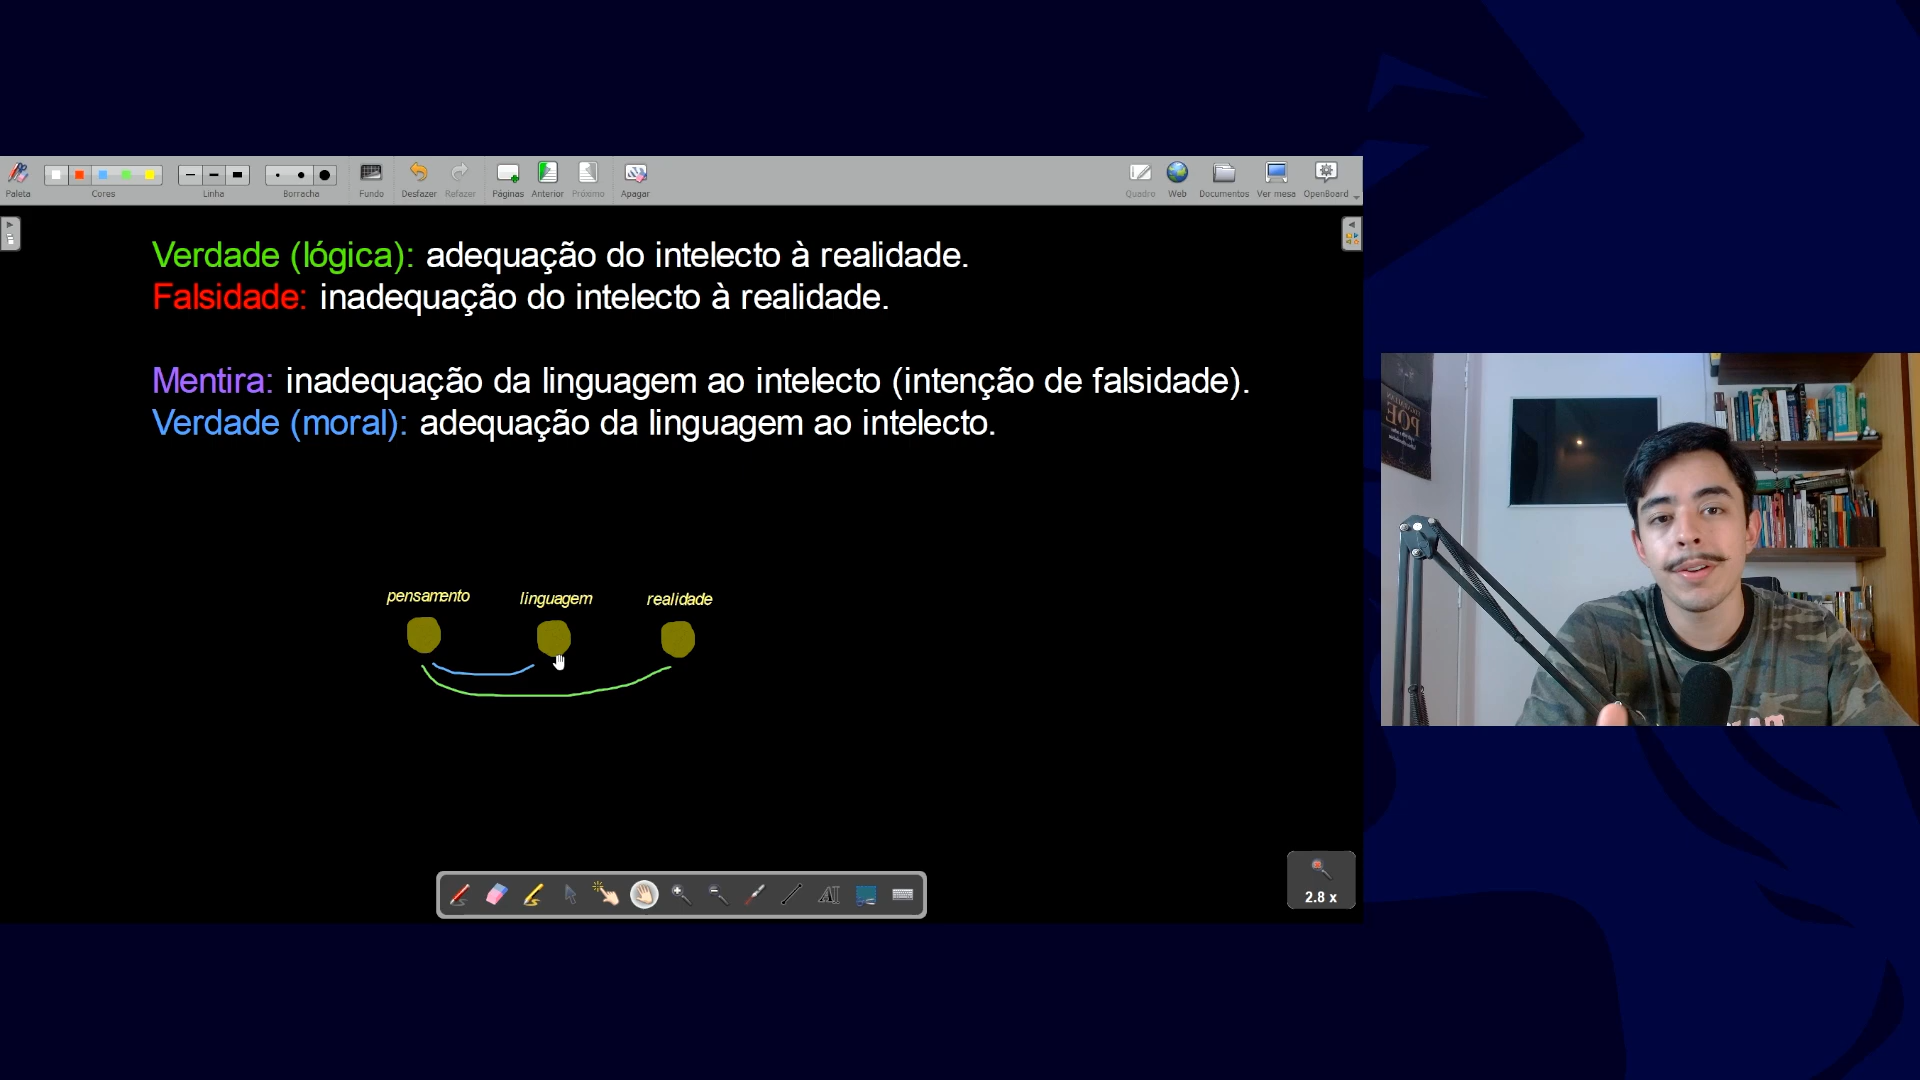 Paleta
Cores
Linha
Borracha
Fundo
Desfazer
Refazer
Páginas
Anterior
Próximo
Apagar
Quadro
Web
Documentos
Ver mesa
OpenBoard
Verdade (lógica): adequação do intelecto à realidade.
Falsidade: inadequação do intelecto à realidade.
Mentira: inadequação da linguagem ao intelecto (intenção de falsidade).
Verdade (moral): adequação da linguagem ao intelecto.
pensamento
linguagem
realidade
AI
2.8 x
POE